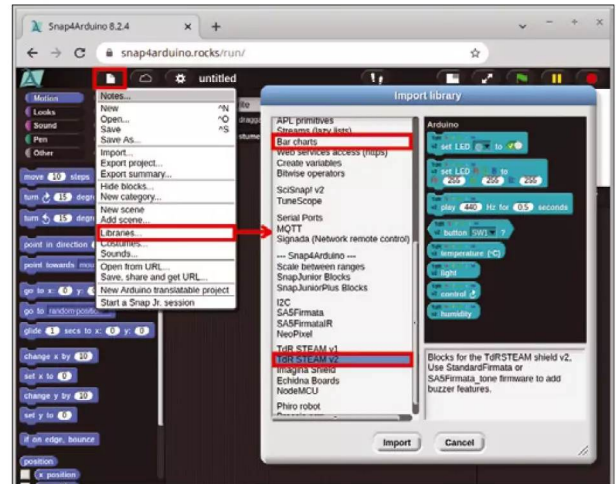 Snap4Arduino 8.2.4
snap4arduino.rocks/run/
untitled
Motion
Looks
Sound
Pen
Other
move 10 steps
turn 15
turn 15
point in direction
point towards
go to x: 0 y:
go to random position
glide 1 secs to x: 0 y: 0
change x by 10
set x to 0
change y by 10
set y to 0
if on edge, bounce
position
x position
Notes...
New ^N
Open... ^O
Save ^S
Save As...
Import...
Export project...
Export summary...
Hide blocks...
New category...
New scene
Add scene...
Libraries...
Costumes...
Sounds...
Open from URL...
Save, share and get URL...
New Arduino translatable project
Start a Snap Jr. session
Import library
APL primitives
Streams (lazy lists)
Bar charts
Web services access (https)
Create variables
Bitwise operators
SciSnap! v2
TuneScope
Serial Ports
MQTT
Signada (Network remote control)
--- Snap4Arduino ---
Scale between ranges
SnapJunior Blocks
SnapJuniorPlus Blocks
I2C
SA5Firmata
SA5FirmataIR
NeoPixel
TdR STEAM v1
TdR STEAM v2
Imagina Shield
Echidna Boards
NodeMCU
Phiro robot
Arduino
set LED to
set LED
255 255 255
play 440 Hz for 0.5 seconds
button SW1 ?
temperature (ºC)
light
control
humidity
Blocks for the TdRSTEAM shield v2.
Use StandardFirmata or
SA5Firmata_tone firmware to add
buzzer features.
Import
Cancel